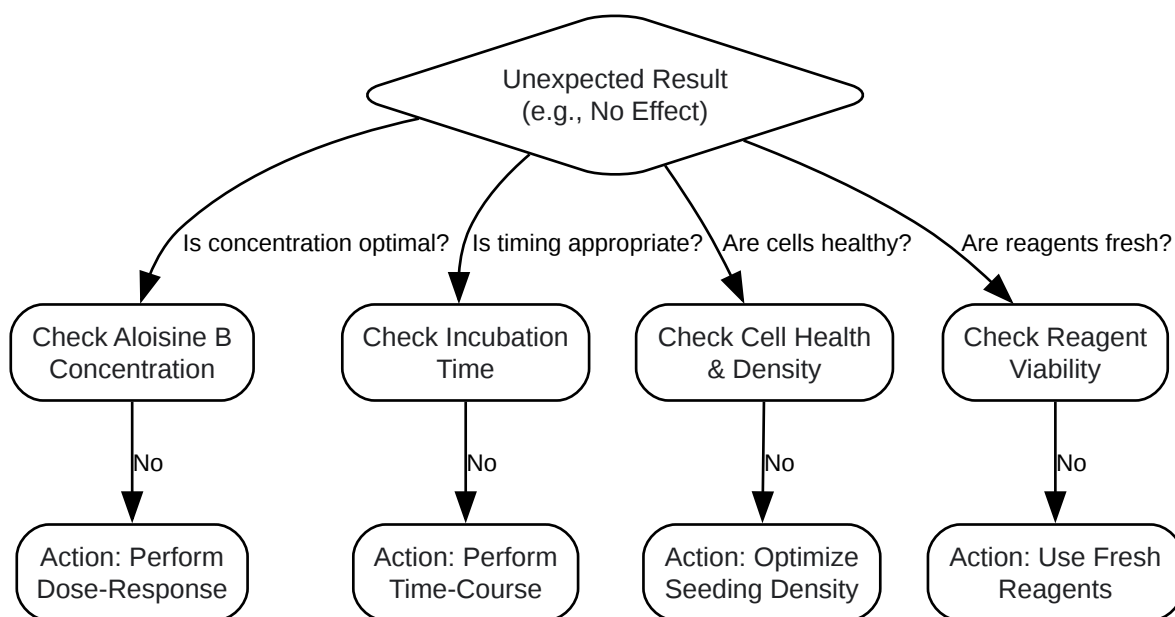 Unexpected Result
(e.g., No Effect)
Is concentration optimal?
Is timing appropriate?
Are cells healthy?
Are reagents fresh?
Check Aloisine B
Concentration
Check Incubation
Time
Check Cell Health
& Density
Check Reagent
Viability
No
No
No
No
Action: Perform
Dose-Response
Action: Perform
Time-Course
Action: Optimize
Seeding Density
Action: Use Fresh
Reagents